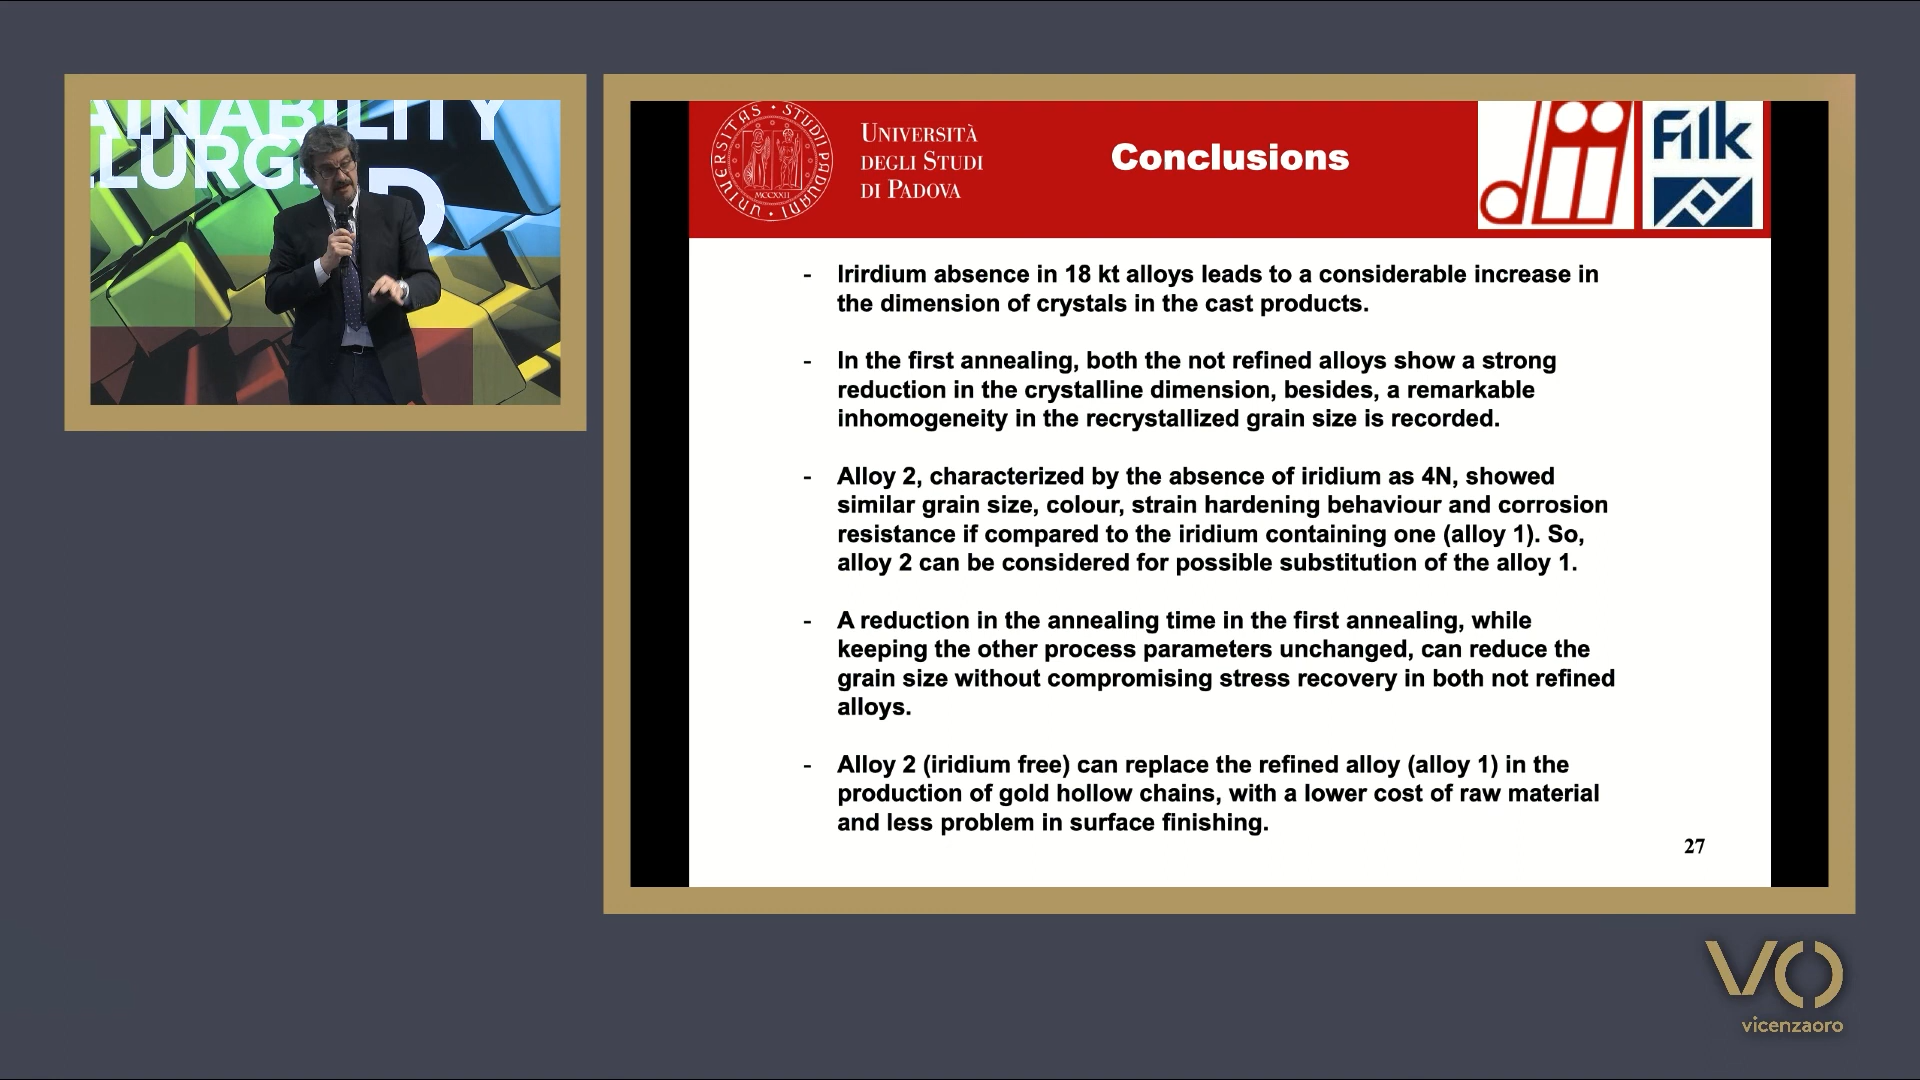 AINABILITY
LLURG
D
UNIVERSITAS • STUDII PADUANI •
MCCXXII
UNIVERSITÀ
DEGLI STUDI
DI PADOVA
Conclusions
dii
Filk
- Irirdium absence in 18 kt alloys leads to a considerable increase in
the dimension of crystals in the cast products.
- In the first annealing, both the not refined alloys show a strong
reduction in the crystalline dimension, besides, a remarkable
inhomogeneity in the recrystallized grain size is recorded.
- Alloy 2, characterized by the absence of iridium as 4N, showed
similar grain size, colour, strain hardening behaviour and corrosion
resistance if compared to the iridium containing one (alloy 1). So,
alloy 2 can be considered for possible substitution of the alloy 1.
- A reduction in the annealing time in the first annealing, while
keeping the other process parameters unchanged, can reduce the
grain size without compromising stress recovery in both not refined
alloys.
- Alloy 2 (iridium free) can replace the refined alloy (alloy 1) in the
production of gold hollow chains, with a lower cost of raw material
and less problem in surface finishing.
27
VO
vicenzaoro